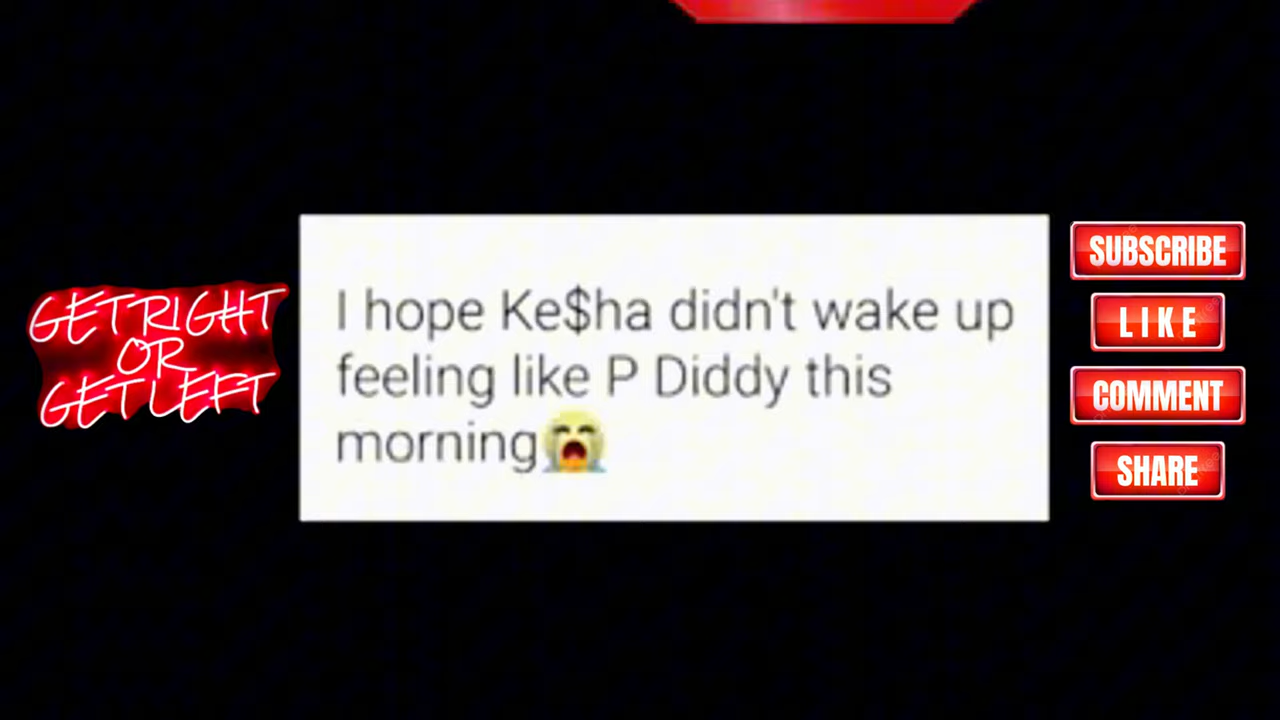 GET RIGHT
OR
GET LEFT
I hope Ke$ha didn't wake up
feeling like P Diddy this
morning😭
SUBSCRIBE
LIKE
COMMENT
SHARE